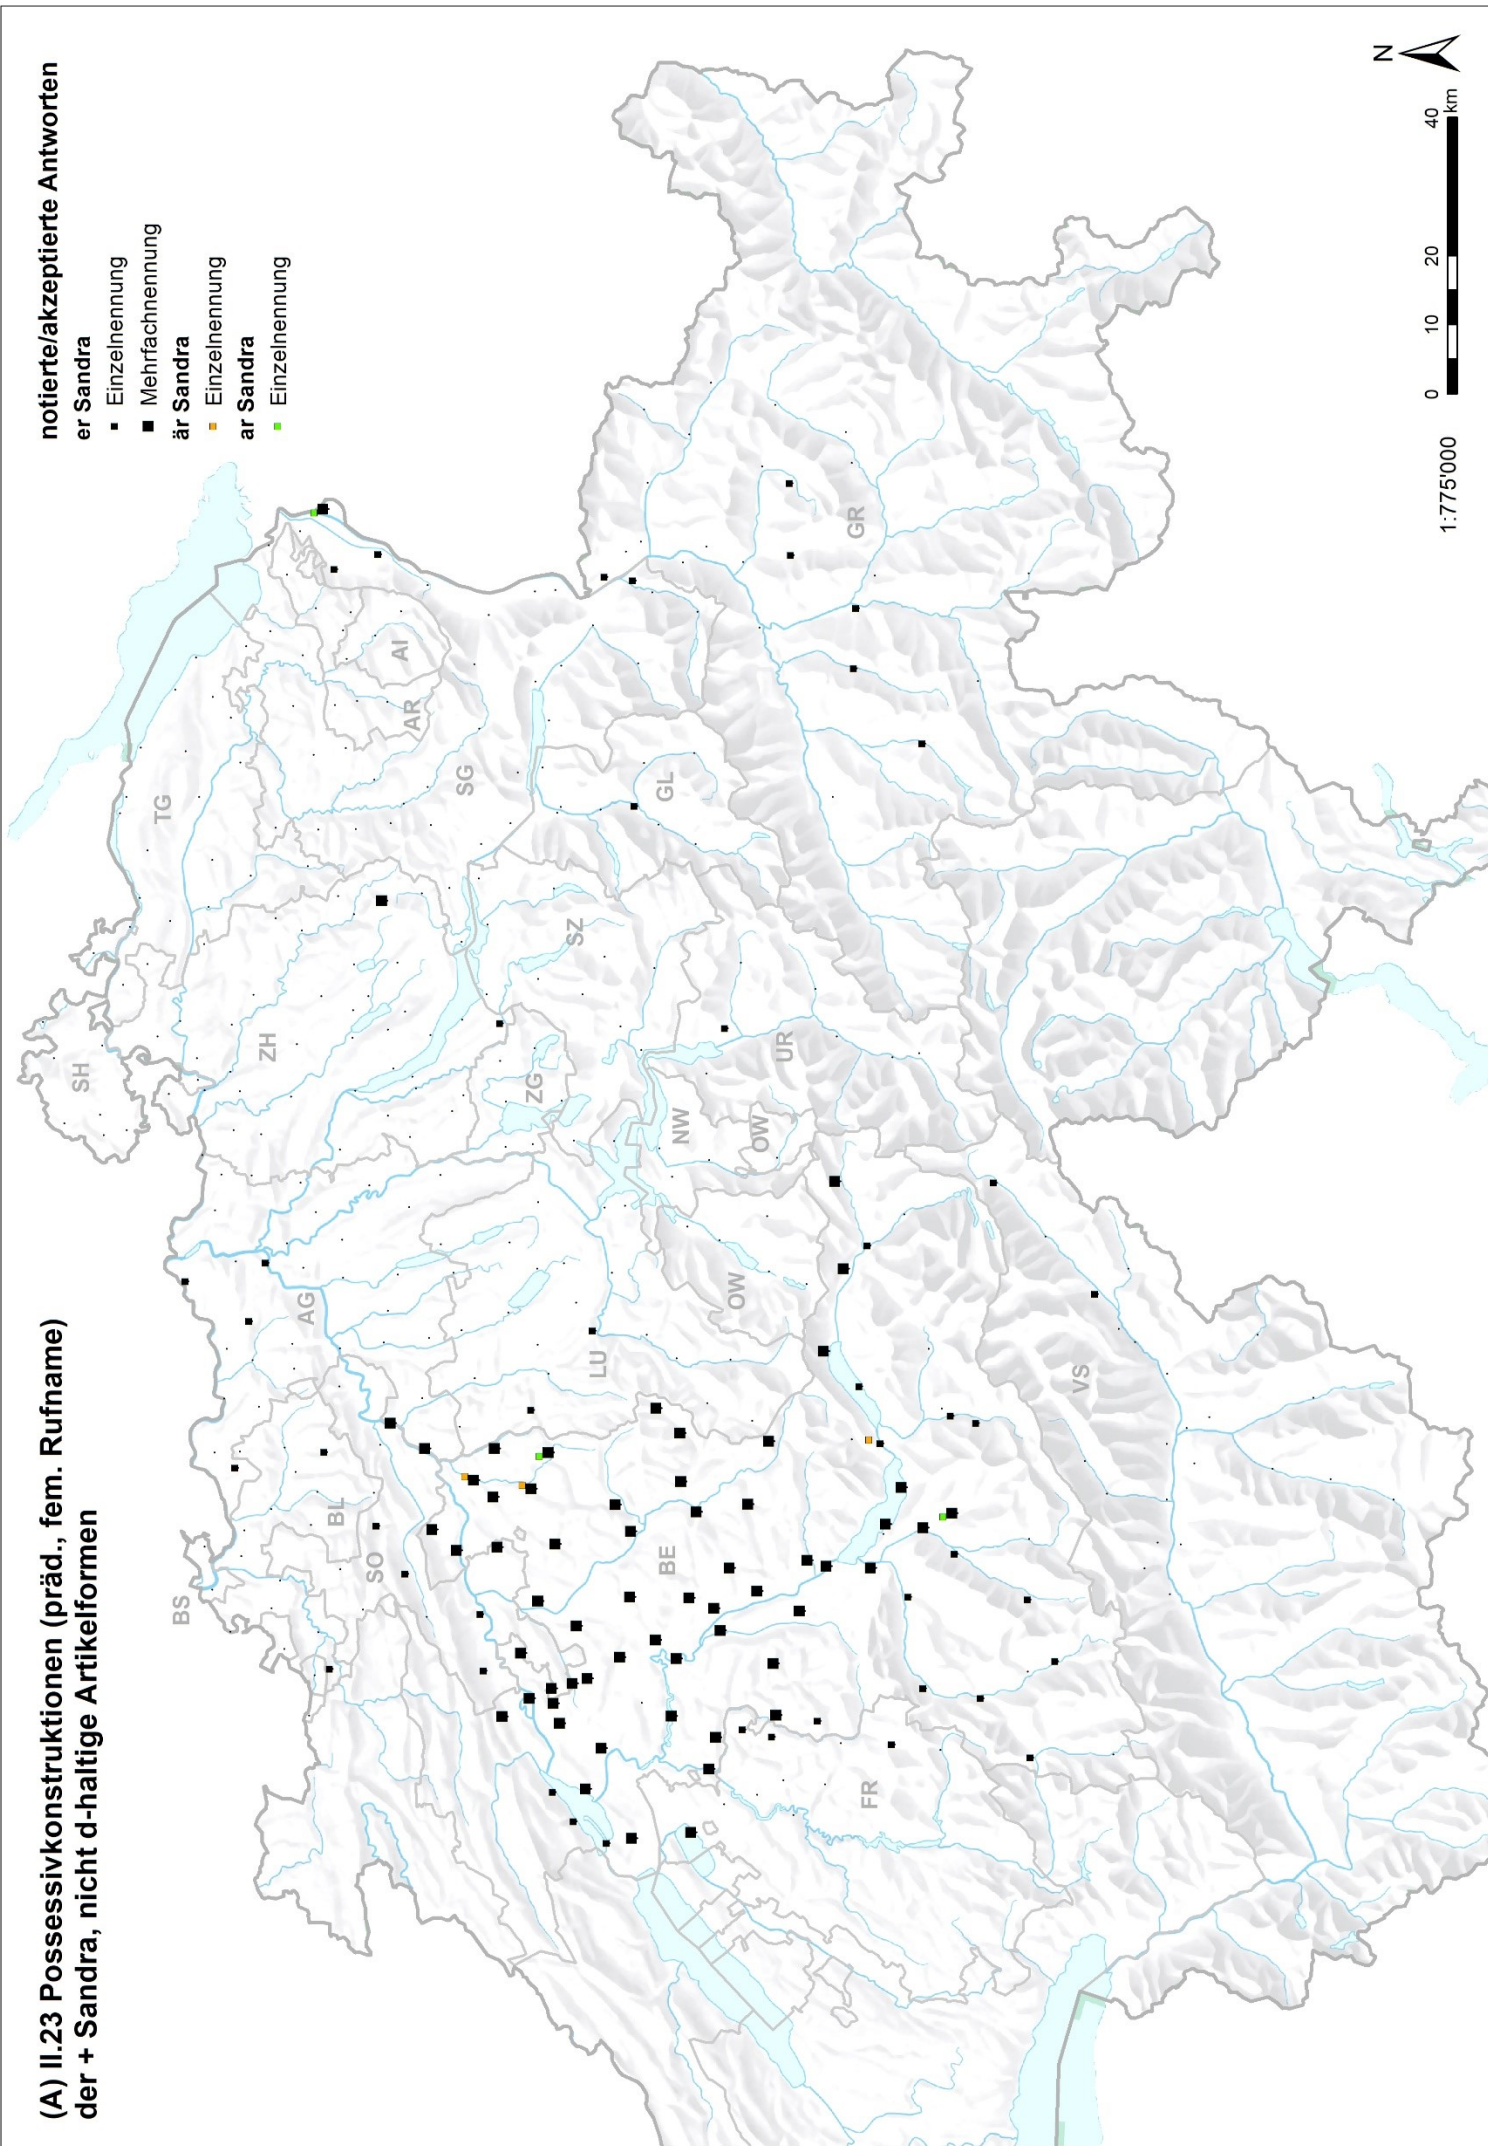 (A) II.23 Possessivkonstruktionen (präd., fem. Rufname)
der + Sandra, nicht d-haltige Artikelformen
notierte/akzeptierte Antworten
er Sandra
Einzelnennung
Mehrfachnennung
är Sandra
Einzelnennung
ar Sandra
Einzelnennung
SH
BS
TG
ZH
AG
BL
SO
AI
AR
SG
ZG
SZ
GL
LU
NW
OW
OW
UR
BE
GR
FR
VS
N
1:775'000
0 10 20 40
km